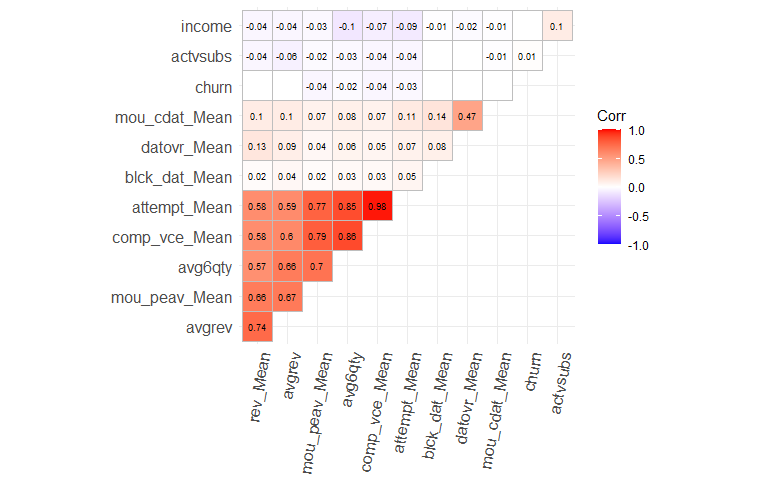 income -0.04 -0.04 -0.03 -0.1 -0.07 -0.09 -0.01 -0.02 -0.01 0.1
actvsubs -0.04 -0.06 -0.02 -0.03 -0.04 -0.04 -0.01 0.01
churn -0.04 -0.02 -0.04 -0.03
mou_cdat_Mean 0.1 0.1 0.07 0.08 0.07 0.11 0.14 0.47
datovr_Mean 0.13 0.09 0.04 0.06 0.05 0.07 0.08
blck_dat_Mean 0.02 0.04 0.02 0.03 0.03 0.05
attempt_Mean 0.58 0.59 0.77 0.85 0.98
comp_vce_Mean 0.58 0.6 0.79 0.86
avg6qty 0.57 0.66 0.7
mou_peav_Mean 0.66 0.67
avgrev 0.74
rev_Mean
avgrev
mou_peav_Mean
avg6qty
comp_vce_Mean
attempt_Mean
blck_dat_Mean
datovr_Mean
mou_cdat_Mean
churn
actvsubs
Corr
1.0
0.5
0.0
-0.5
-1.0